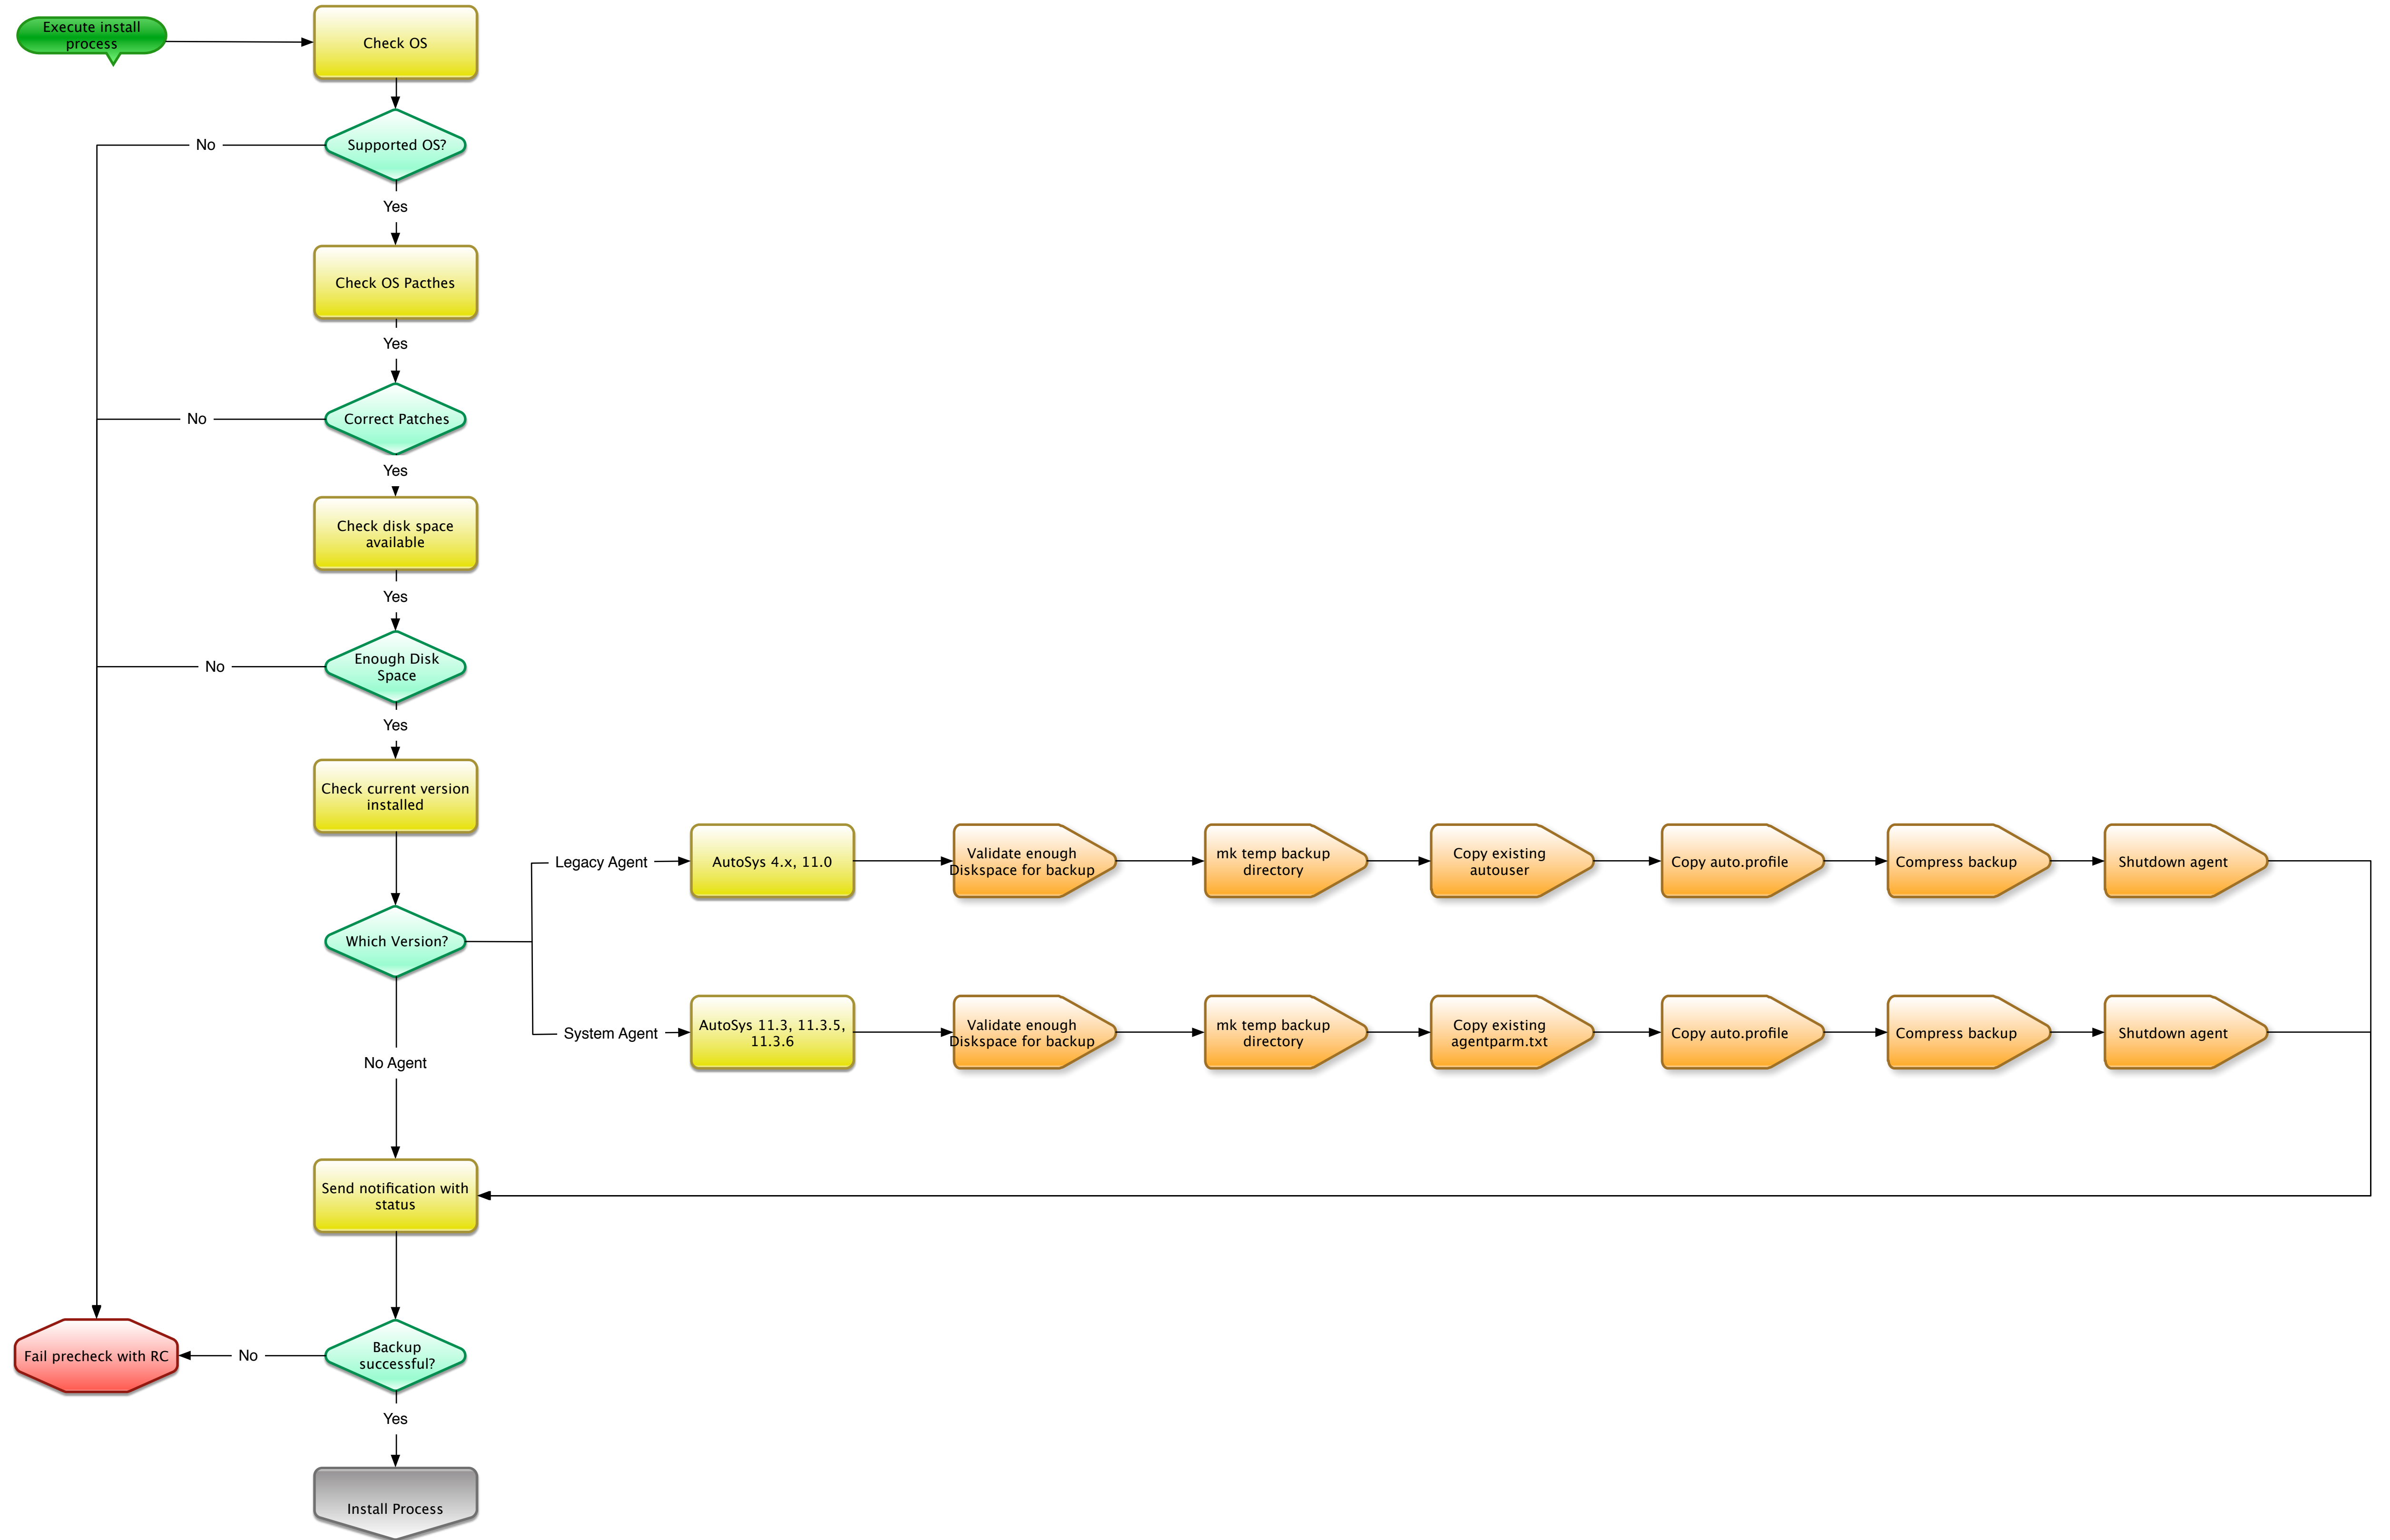 Execute install
process
Check OS
No
Supported OS?
Yes
Check OS Pacthes
Yes
No
Correct Patches
Yes
Check disk space
available
Yes
No
Enough Disk
Space
Yes
Check current version
installed
Legacy Agent
AutoSys 4.x, 11.0
Validate enough
Diskspace for backup
mk temp backup
directory
Copy existing
autouser
Copy auto.profile
Compress backup
Shutdown agent
Which Version?
System Agent
AutoSys 11.3, 11.3.5,
11.3.6
Validate enough
Diskspace for backup
mk temp backup
directory
Copy existing
agentparm.txt
Copy auto.profile
Compress backup
Shutdown agent
No Agent
Send notification with
status
Fail precheck with RC
No
Backup
successful?
Yes
Install Process